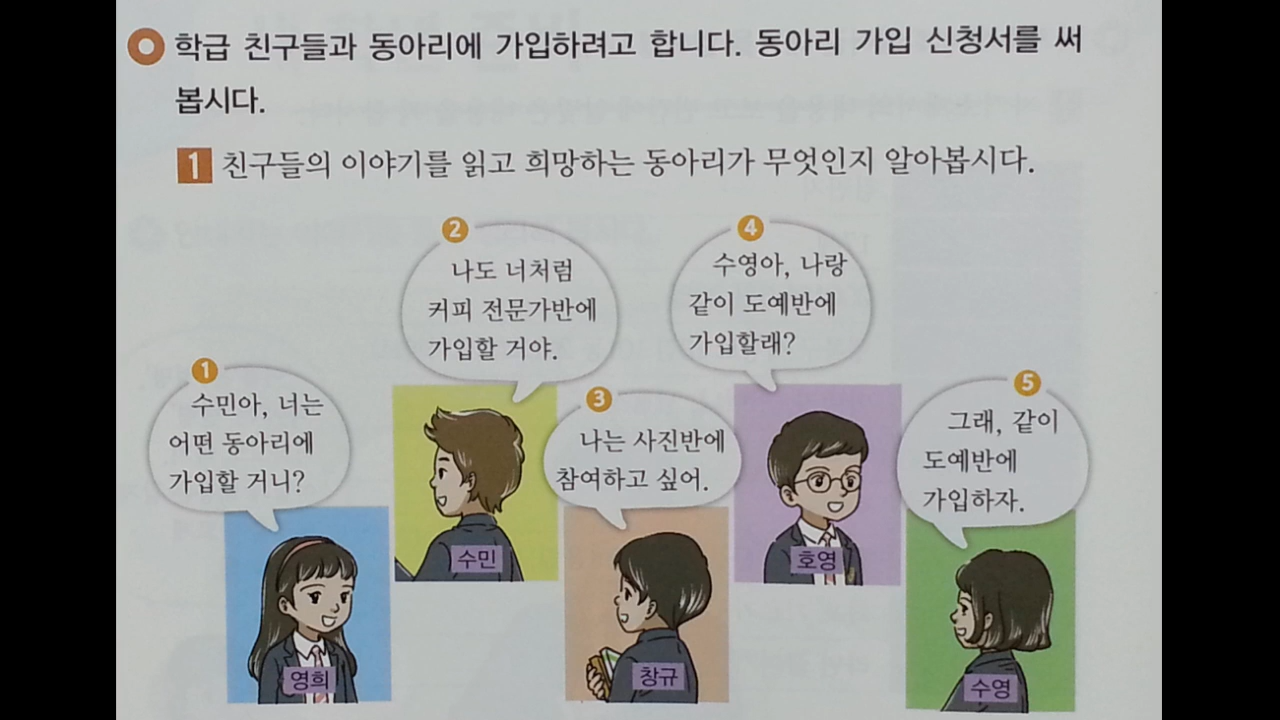 학급 친구들과 동아리에 가입하려고 합니다. 동아리 가입 신청서를 써
봅시다.
1 친구들의 이야기를 읽고 희망하는 동아리가 무엇인지 알아봅시다.
1
수민아, 너는
어떤 동아리에
가입할 거니?
영희
2
나도 너처럼
커피 전문가반에
가입할 거야.
수민
3
나는 사진반에
참여하고 싶어.
창규
4
수영아, 나랑
같이 도예반에
가입할래?
호영
5
그래, 같이
도예반에
가입하자.
수영